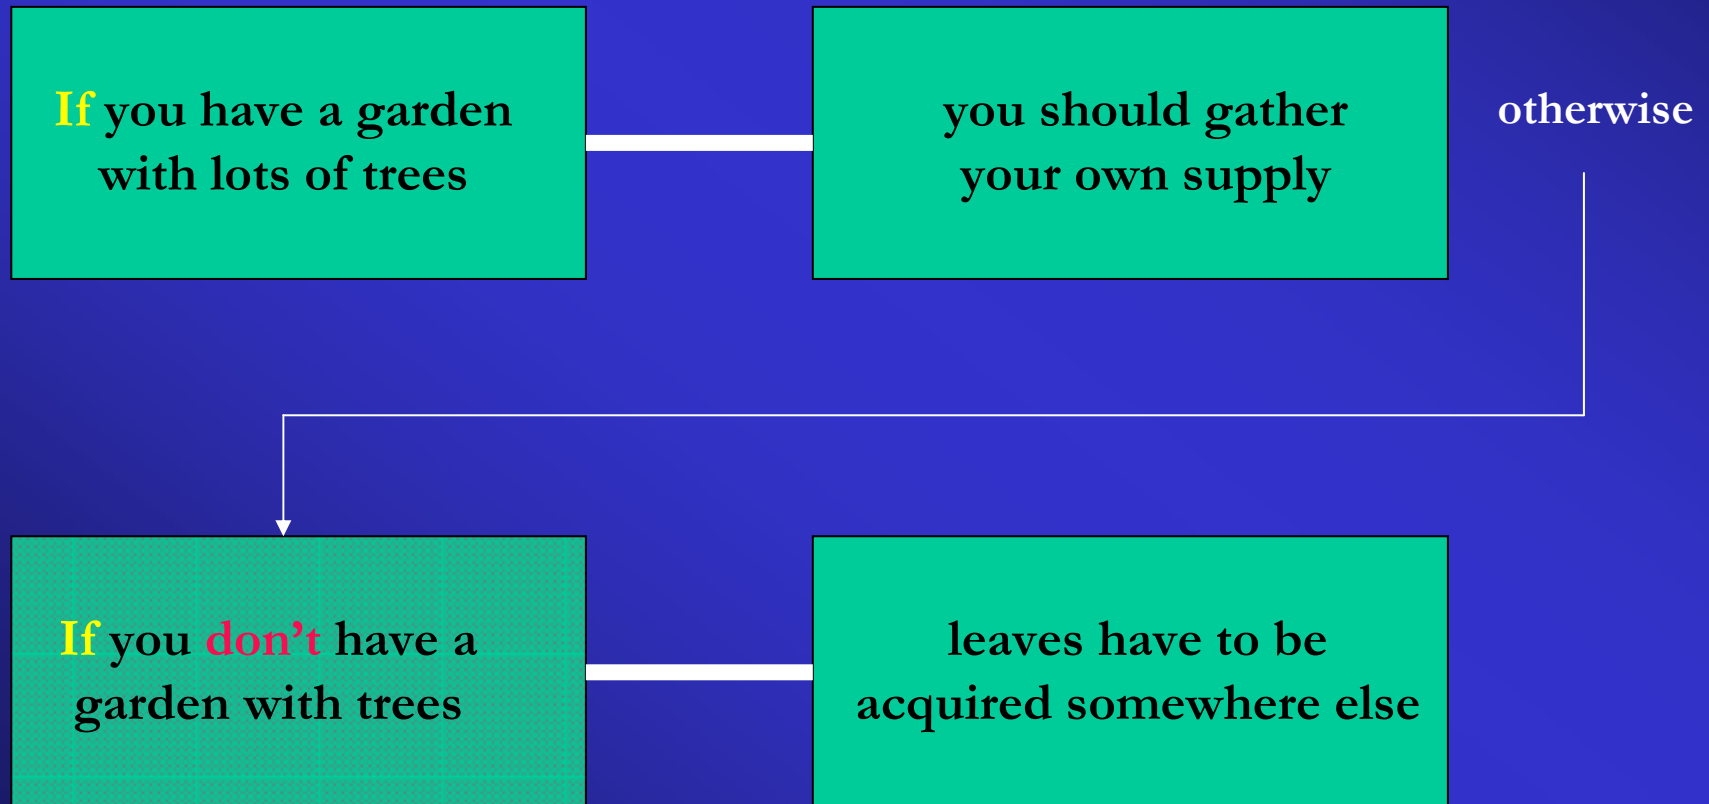 If you have a garden
with lots of trees
you should gather
your own supply
otherwise
If you don’t have a
garden with trees
leaves have to be
acquired somewhere else